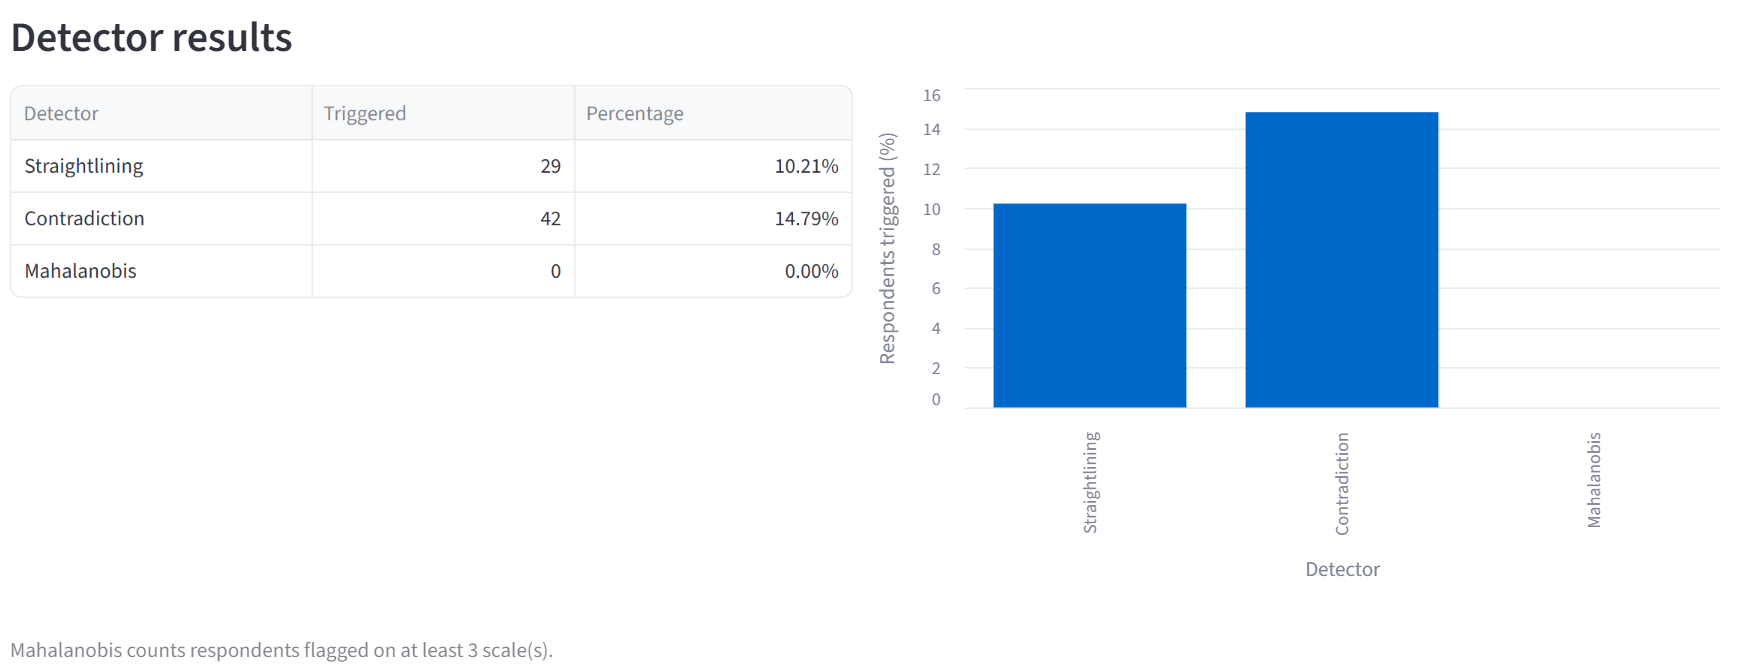 Detector results
Detector Triggered Percentage
Straightlining 29 10.21%
Contradiction 42 14.79%
Mahalanobis 0 0.00%
Respondents triggered (%)
16
14
12
10
8
6
4
2
0
Straightlining
Contradiction
Mahalanobis
Detector
Mahalanobis counts respondents flagged on at least 3 scale(s).